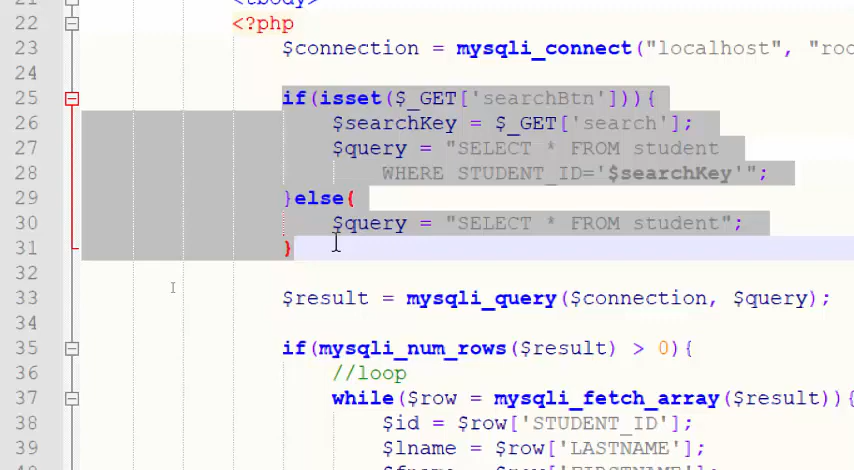 21 <tbody>
22 <?php
23 $connection = mysqli_connect("localhost", "roo
24
25 if(isset($_GET['searchBtn'])){
26 $searchKey = $_GET['search'];
27 $query = "SELECT * FROM student
28 WHERE STUDENT_ID='$searchKey'";
29 }else(
30 $query = "SELECT * FROM student";
31 }
32
33 $result = mysqli_query($connection, $query);
34
35 if(mysqli_num_rows($result) > 0){
36 //loop
37 while($row = mysqli_fetch_array($result)){
38 $id = $row['STUDENT_ID'];
39 $lname = $row['LASTNAME'];